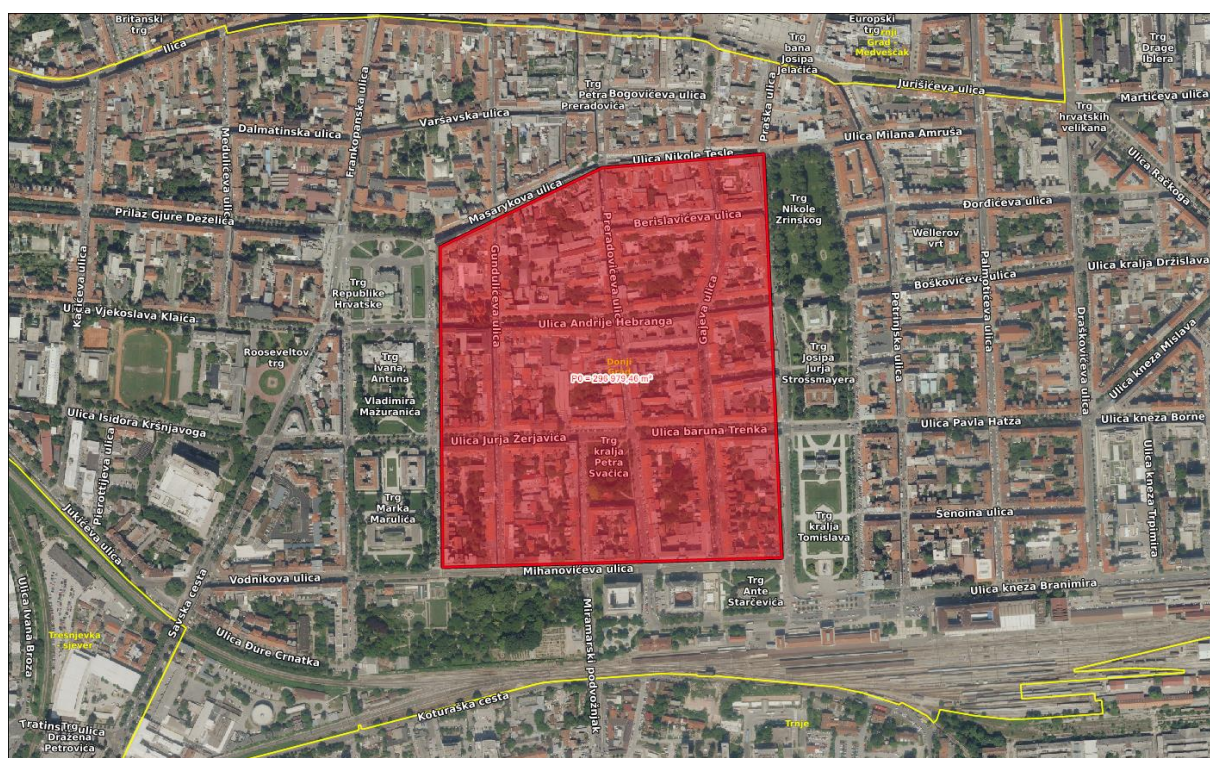 Britanski
trg
Ilica
Trg
bana
Josipa
Jelačića
Europski
trg
Gornji
Grad
Medveščak
Trg
Drage
Iblera
Jurišićeva ulica
Trg
Petra
Preradovića
Bogovićeva ulica
Praška ulica
Martićeva ulica
Trg
hrvatskih
velikana
Frankopanska ulica
Varšavska ulica
Dalmatinska ulica
Medulićeva ulica
Ulica Milana Amruša
Ulica Nikole Tesle
Ulica Račkoga
Masarykova ulica
Prilaz Gjure Deželića
Trg
Nikole
Zrinskog
Đorđićeva ulica
Berislavićeva ulica
Preradovićeva ulica
Wellerov
vrt
Gundulićeva ulica
Kačićeva ulica
Palmotićeva ulica
Ulica kralja Držislava
Boškovićeva ulica
Trg
Republike
Hrvatske
Gajeva ulica
Petrinjska ulica
Draškovićeva ulica
Ulica Vjekoslava Klaića
Ulica Andrije Hebranga
Ulica kneza Mislava
Rooseveltov
trg
Trg
Ivana,
Antuna
i
Vladimira
Mažuranića
Donji
Grad
P0 = 296 979,46 m²
Trg
Josipa
Jurja
Strossmayera
Ulica Isidora Kršnjavoga
Ulica Pavla Hatza
Ulica kneza Borne
Ulica baruna Trenka
Ulica Jurja Žerjavića
Trg
kralja
Petra
Svačića
Pierottijeva ulica
Ulica kneza Trpimira
Trg
Marka
Marulića
Jukićeva ulica
Trg
kralja
Tomislava
Šenoina ulica
Mihanovićeva ulica
Vodnikova ulica
Trg
Ante
Starčevića
Ulica kneza Branimira
Ulica Ivana Broza
Savska cesta
Miramarski podvožnjak
Trešnjevka
sjever
Ulica Đure Crnatka
Koturaška cesta
Trnje
Tratinska ulica
Trg
Dražena
Petrovića